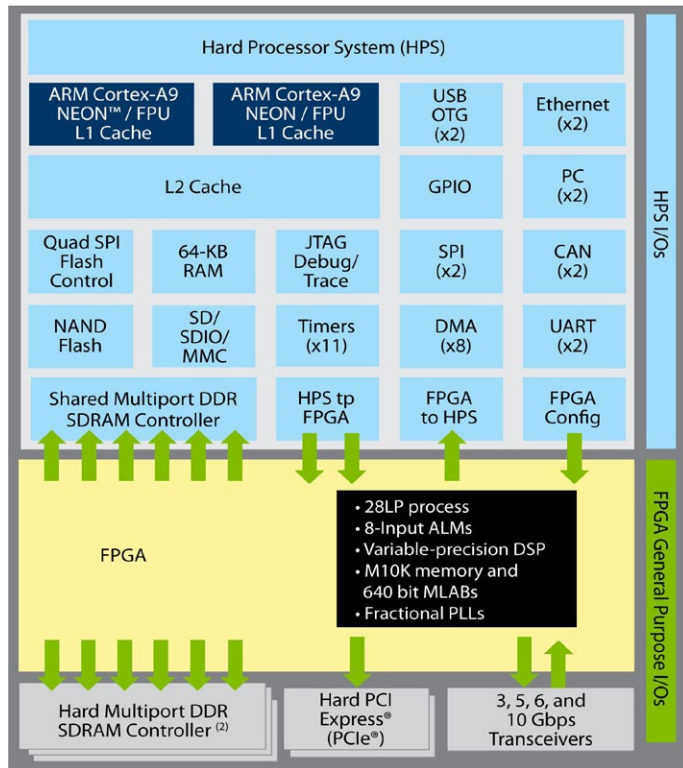 Hard Processor System (HPS)
ARM Cortex-A9
NEON™ / FPU
L1 Cache
ARM Cortex-A9
NEON / FPU
L1 Cache
USB
OTG
(x2)
Ethernet
(x2)
L2 Cache
GPIO
PC
(x2)
Quad SPI
Flash
Control
64-KB
RAM
JTAG
Debug/
Trace
SPI
(x2)
CAN
(x2)
NAND
Flash
SD/
SDIO/
MMC
Timers
(x11)
DMA
(x8)
UART
(x2)
Shared Multiport DDR
SDRAM Controller
HPS tp
FPGA
FPGA
to HPS
FPGA
Config
HPS I/Os
FPGA
• 28LP process
• 8-Input ALMs
• Variable-precision DSP
• M10K memory and
640 bit MLABs
• Fractional PLLs
FPGA General Purpose I/Os
Hard Multiport DDR
SDRAM Controller (2)
Hard PCI
Express®
(PCIe®)
3, 5, 6, and
10 Gbps
Transceivers